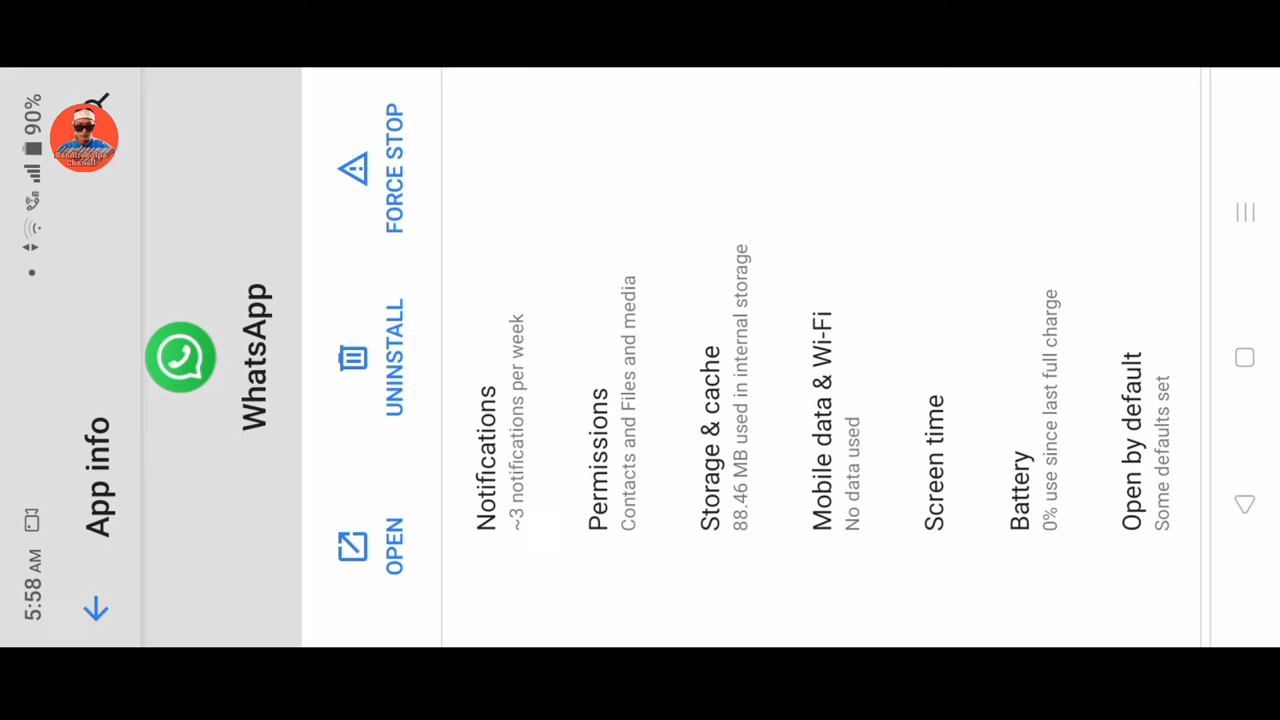 5:58 AM
90%
App info
WhatsApp
OPEN
UNINSTALL
FORCE STOP
Notifications
~3 notifications per week
Permissions
Contacts and Files and media
Storage & cache
88.46 MB used in internal storage
Mobile data & Wi-Fi
No data used
Screen time
Battery
0% use since last full charge
Open by default
Some defaults set